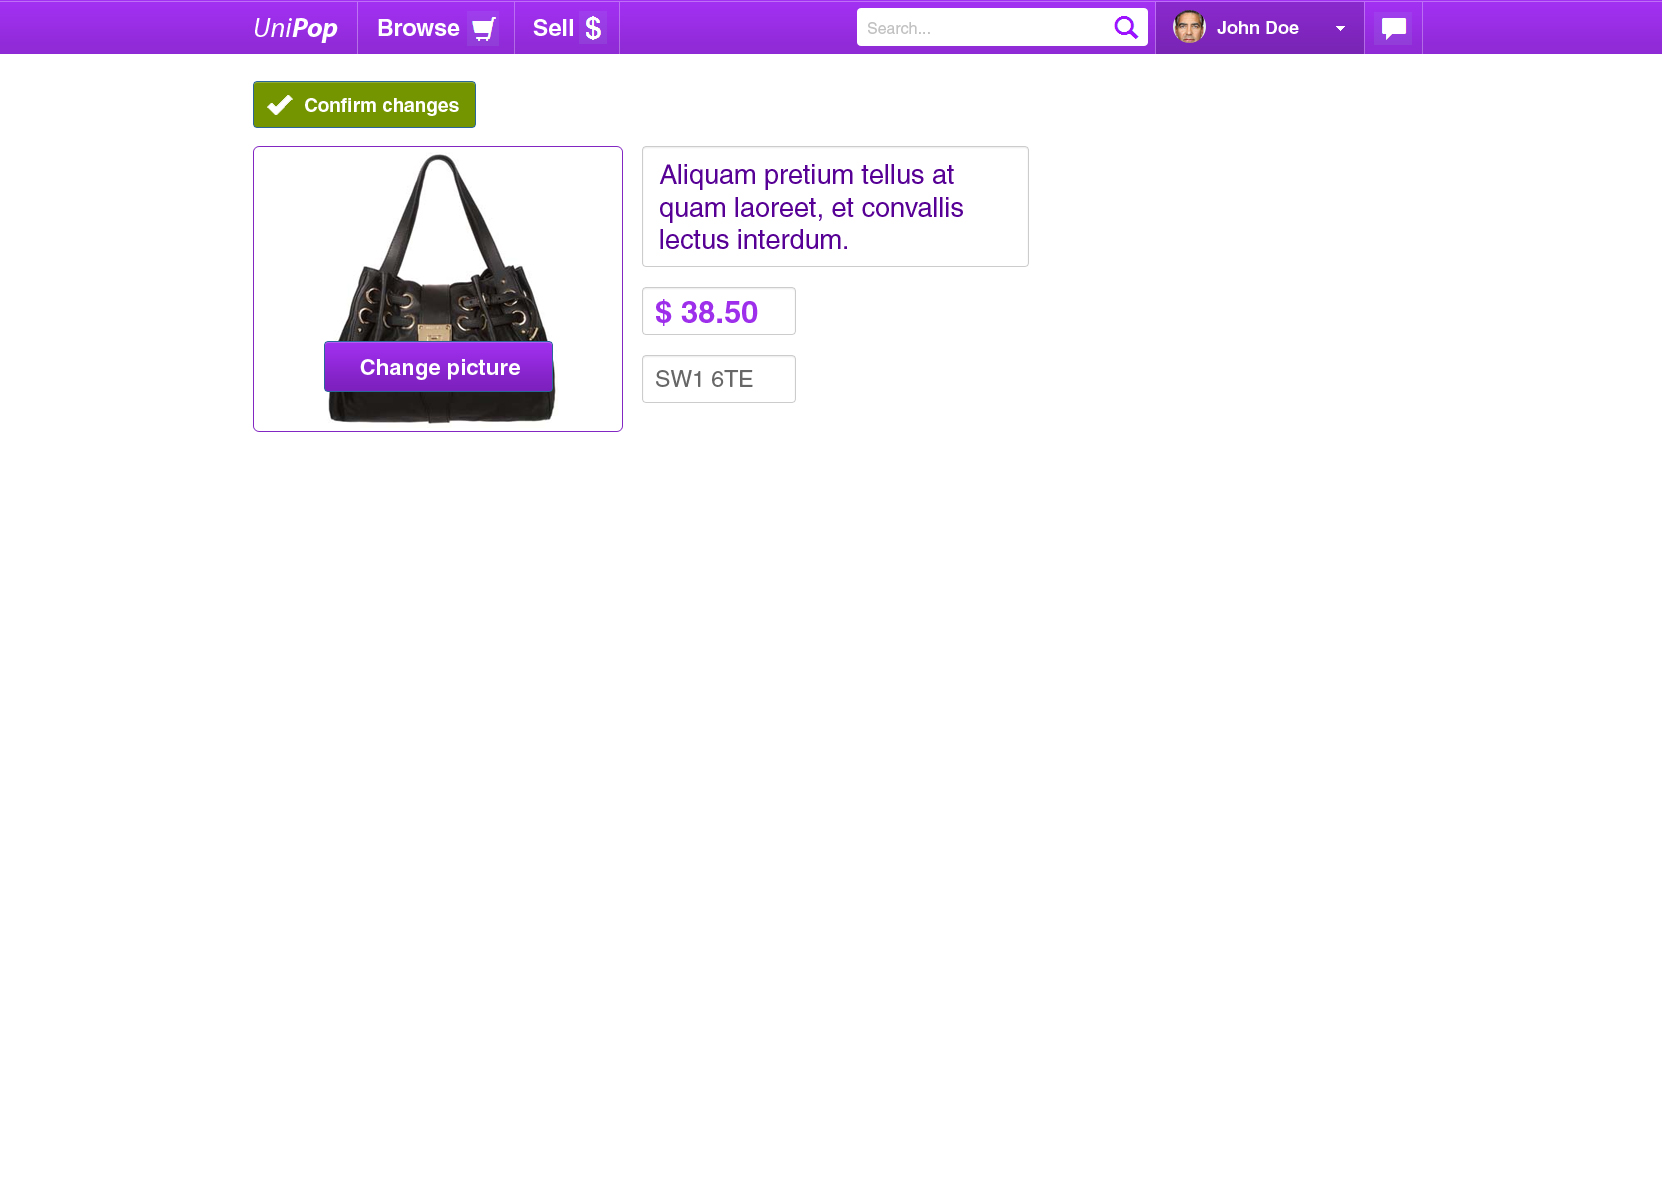 UniPop
Browse
Sell $
Search...
John Doe
Confirm changes
Aliquam pretium tellus at
quam laoreet, et convallis
lectus interdum.
$ 38.50
Change picture
SW1 6TE